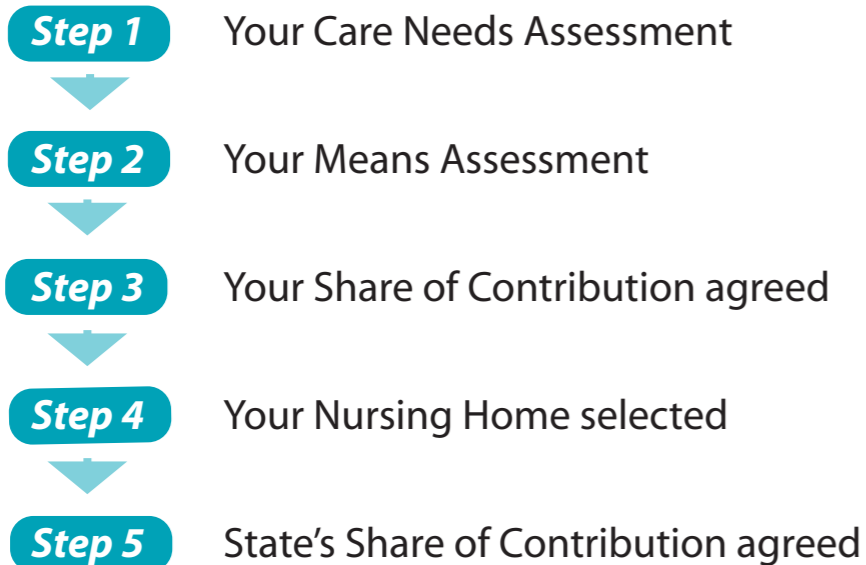 Step 1 Your Care Needs Assessment
Step 2 Your Means Assessment
Step 3 Your Share of Contribution agreed
Step 4 Your Nursing Home selected
Step 5 State’s Share of Contribution agreed